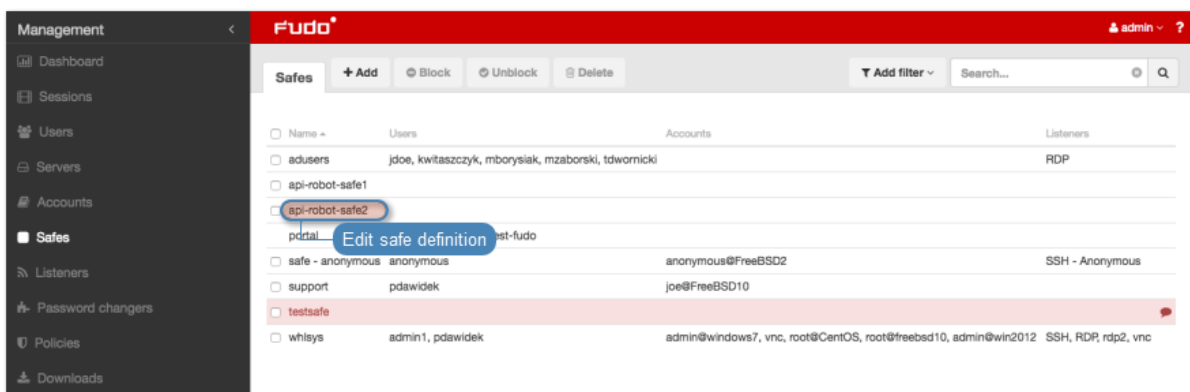 Management <
FUDO
admin
?
Dashboard
Sessions
Users
Servers
Accounts
Safes
Listeners
Password changers
Policies
Downloads
Safes + Add Block Unblock Delete Add filter Search...
Name Users Accounts Listeners
adusers jdoe, kwitaszczyk, mborysiak, mzaborski, tdwornicki RDP
api-robot-safe1
api-robot-safe2
portal est-fudo
Edit safe definition
safe - anonymous anonymous anonymous@FreeBSD2 SSH - Anonymous
support pdawidek joe@FreeBSD10
testsafe
whlsys admin1, pdawidek admin@windows7, vnc, root@CentOS, root@freebsd10, admin@win2012 SSH, RDP, rdp2, vnc